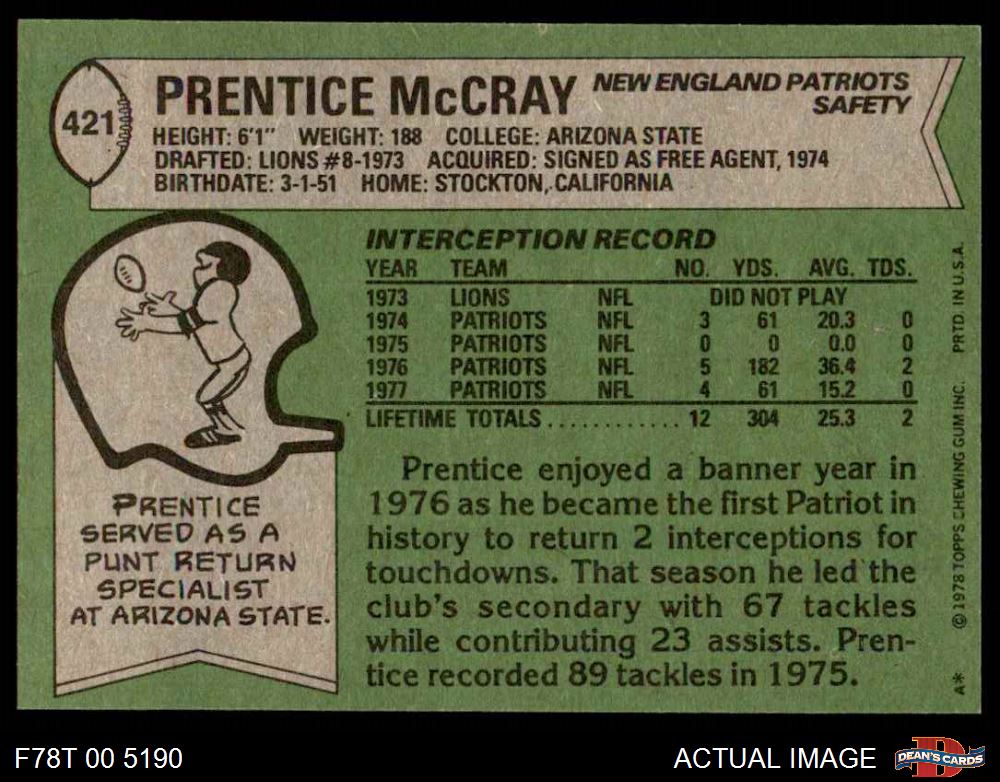 421
PRENTICE McCRAY
NEW ENGLAND PATRIOTS
SAFETY
HEIGHT: 6'1" WEIGHT: 188 COLLEGE: ARIZONA STATE
DRAFTED: LIONS #8-1973 ACQUIRED: SIGNED AS FREE AGENT, 1974
BIRTHDATE: 3-1-51 HOME: STOCKTON, CALIFORNIA
INTERCEPTION RECORD
YEAR TEAM NO. YDS. AVG. TDS.
1973 LIONS NFL DID NOT PLAY
1974 PATRIOTS NFL 3 61 20.3 0
1975 PATRIOTS NFL 0 0 0.0 0
1976 PATRIOTS NFL 5 182 36.4 2
1977 PATRIOTS NFL 4 61 15.2 0
LIFETIME TOTALS............ 12 304 25.3 2
Prentice enjoyed a banner year in
1976 as he became the first Patriot in
history to return 2 interceptions for
touchdowns. That season he led the
club's secondary with 67 tackles
while contributing 23 assists. Pren-
tice recorded 89 tackles in 1975.
PRENTICE
SERVED AS A
PUNT RETURN
SPECIALIST
AT ARIZONA STATE.
A* ©1978 TOPPS CHEWING GUM INC. PRTD. IN U.S.A.
F78T 00 5190
ACTUAL IMAGE
D
DEAN'S CARDS